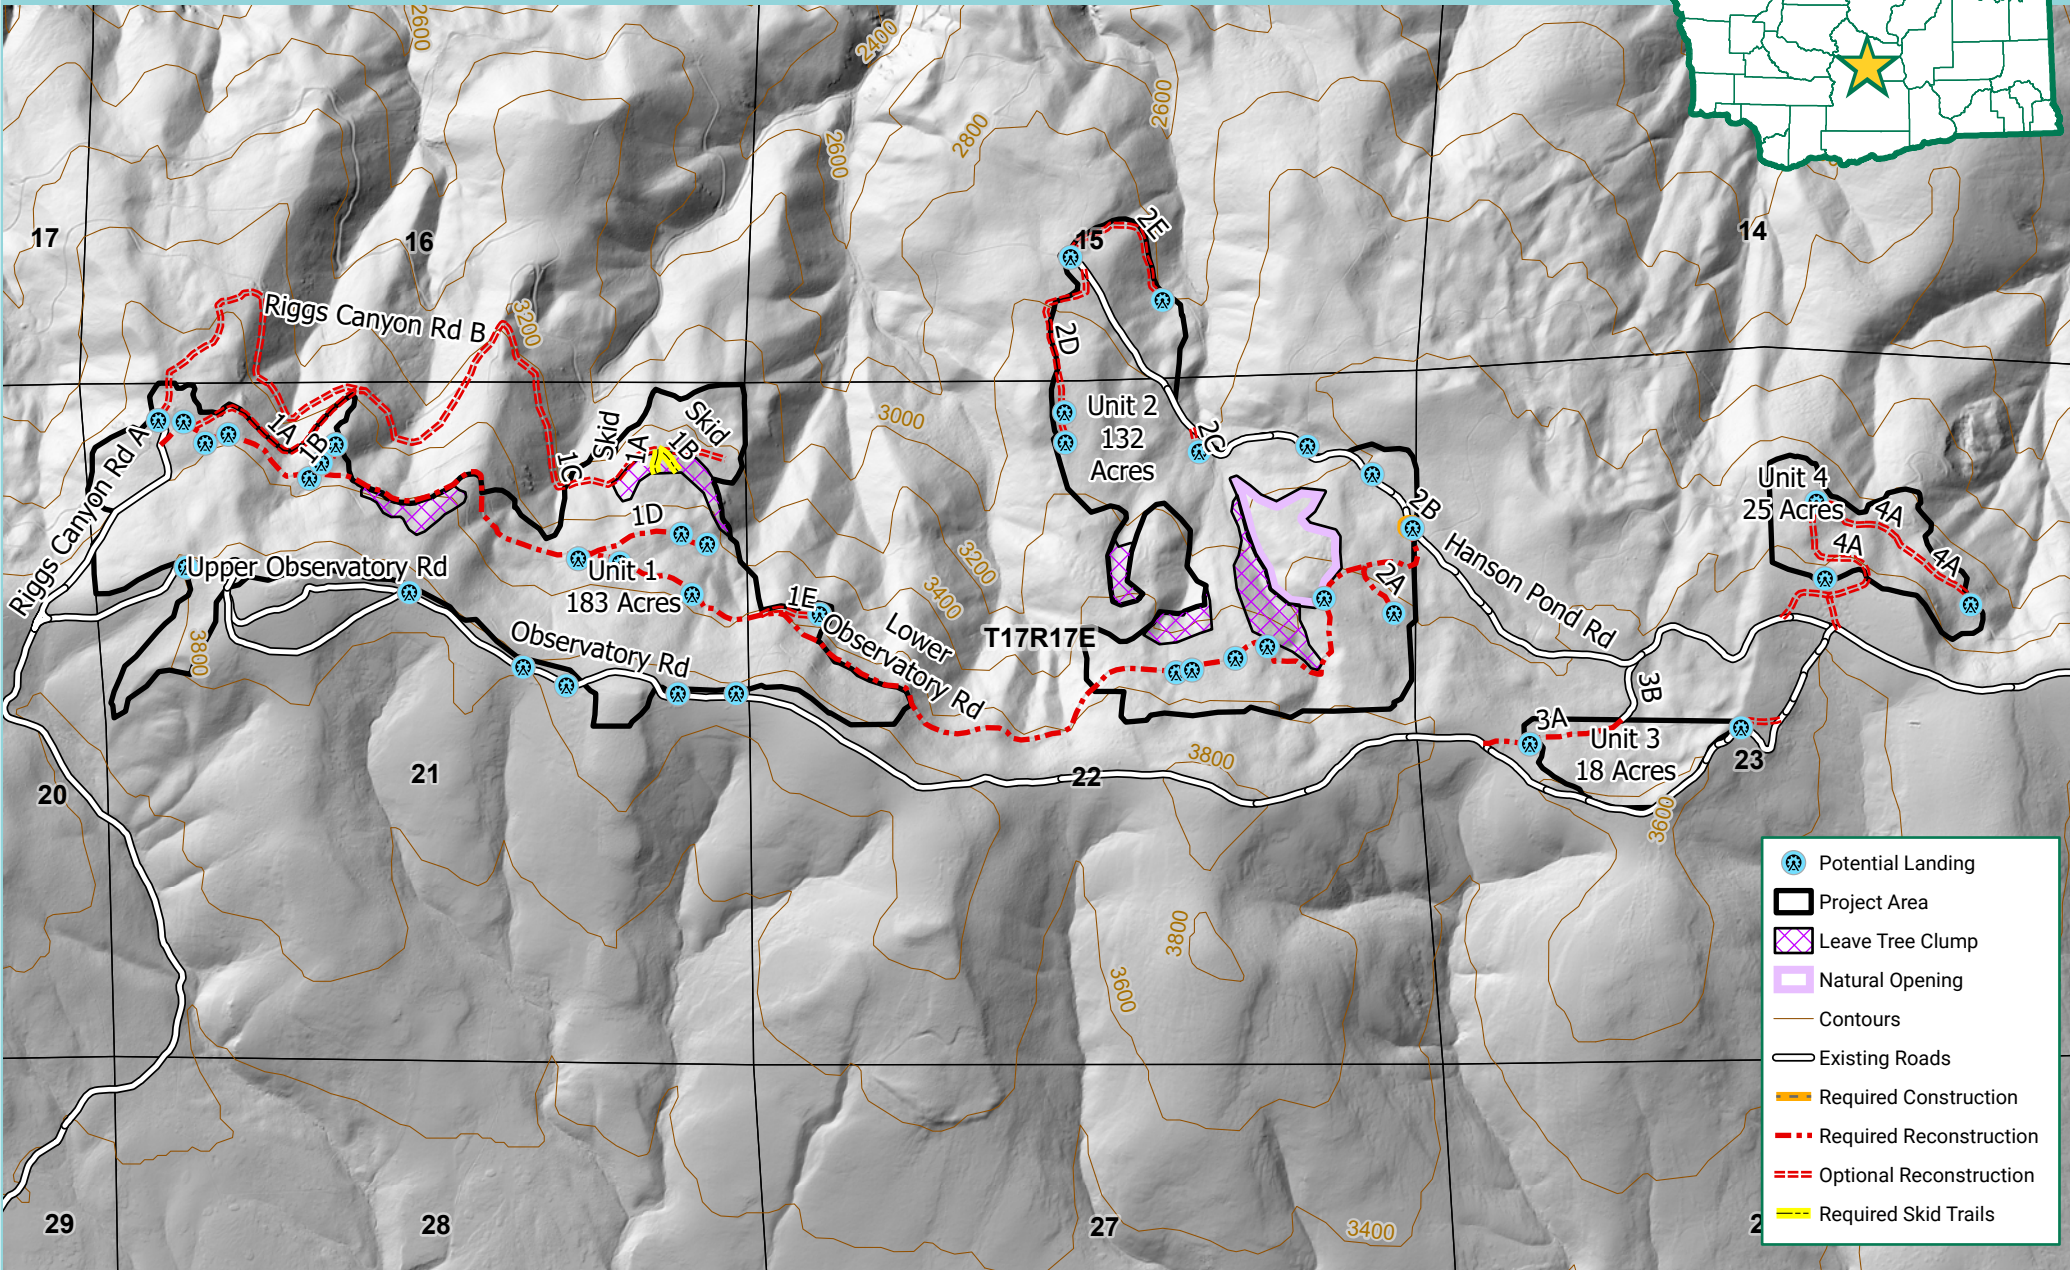 2600
2400
2600
2600
2800
17
16
15
14
2E
Riggs Canyon Rd B
3200
2D
3000
Unit 2
132
Acres
2C
1A
1B
Skid
1A
Skid
1B
1C
Riggs Canyon Rd A
1D
Unit 1
183 Acres
Upper Observatory Rd
3800
Observatory Rd
1E
Lower
Observatory Rd
3200
3400
T17R17E
2B
2A
Hanson Pond Rd
Unit 4
25 Acres
4A
4A
4A
3B
3A
Unit 3
18 Acres
23
3600
20
21
22
3800
3800
3600
29
28
27
3400
2
Potential Landing
Project Area
Leave Tree Clump
Natural Opening
Contours
Existing Roads
Required Construction
Required Reconstruction
Optional Reconstruction
Required Skid Trails